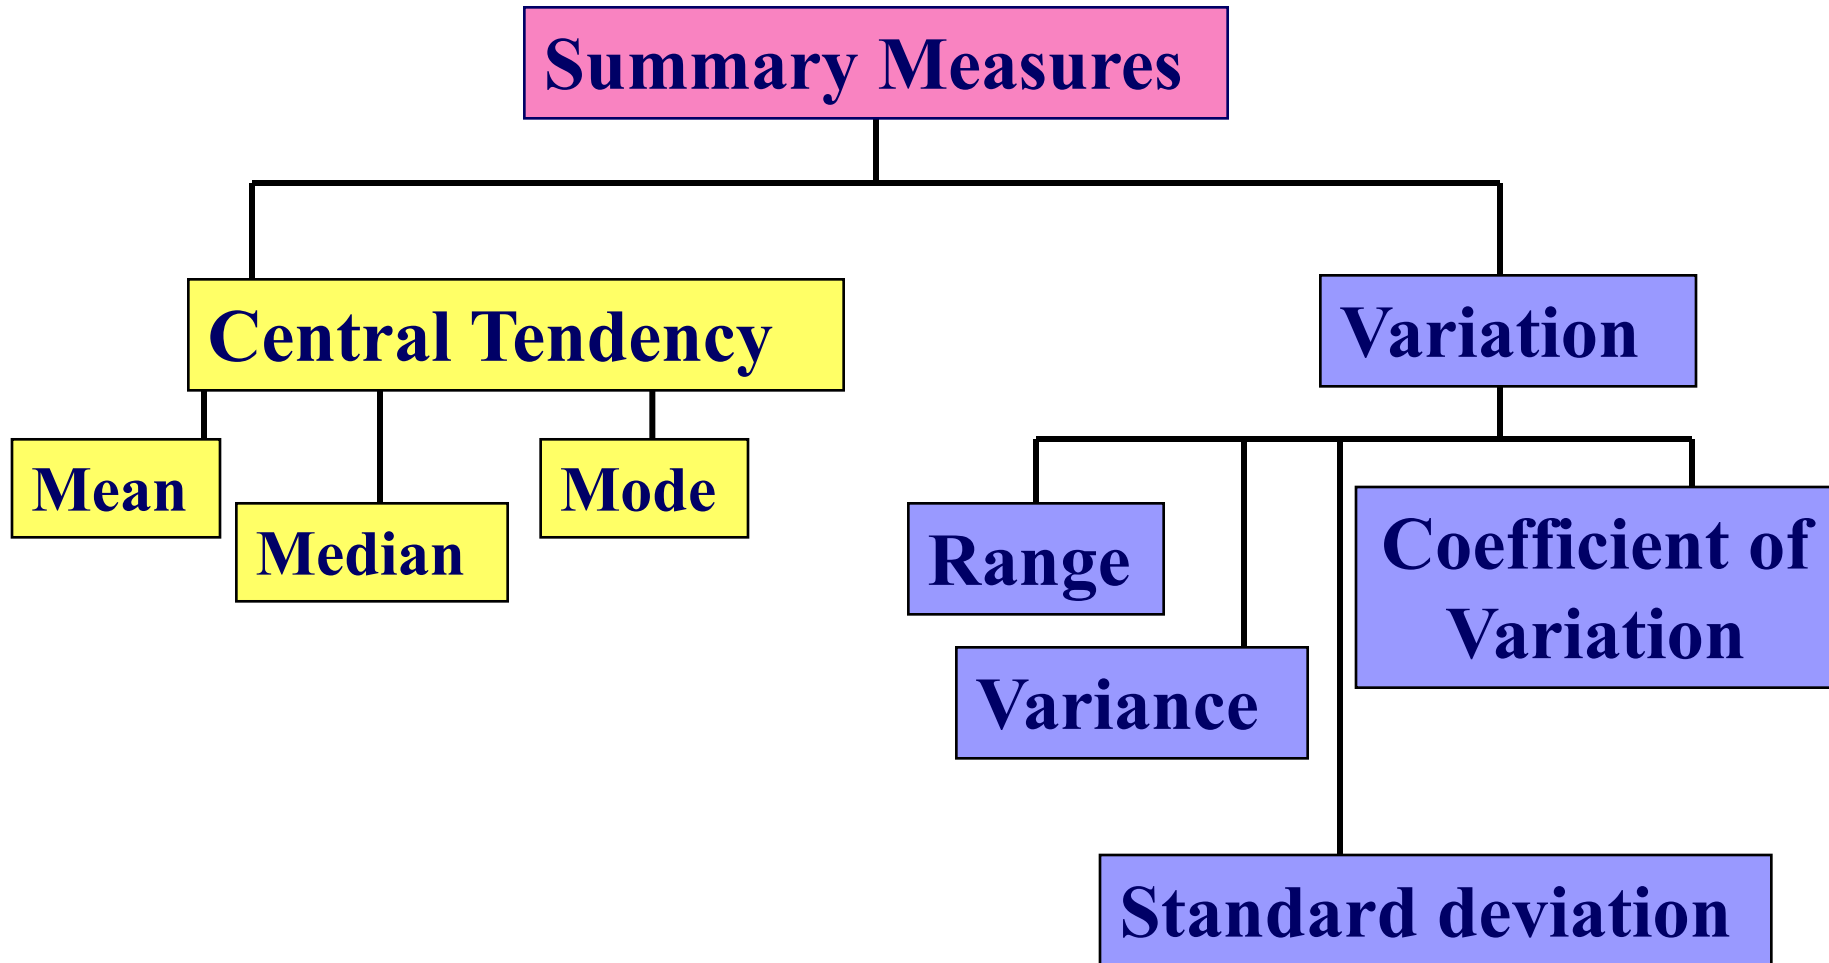 Summary Measures
Central Tendency
Variation
Mean
Median
Mode
Range
Variance
Coefficient of
Variation
Standard deviation